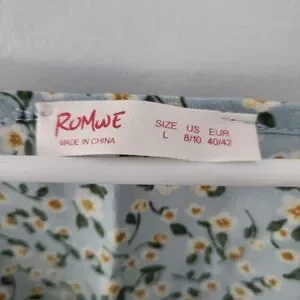 ROMWE
MADE IN CHINA
SIZE US EUR
L 8/10 40/42